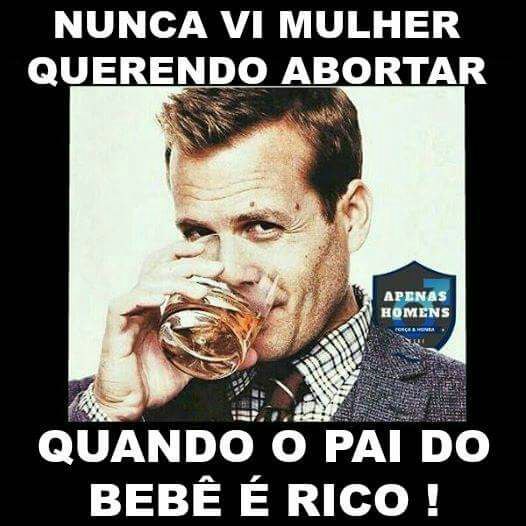 NUNCA VI MULHER
QUERENDO ABORTAR
APENAS
HOMENS
FORÇA & HONRA
QUANDO O PAI DO
BEBÊ É RICO !